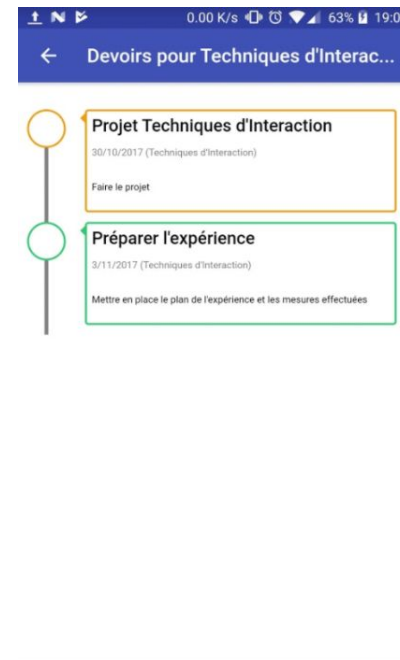 0.00 K/s 63% 19:0
Devoirs pour Techniques d'Interac...
Projet Techniques d'Interaction
30/10/2017 (Techniques d'Interaction)
Faire le projet
Préparer l'expérience
3/11/2017 (Techniques d'Interaction)
Mettre en place le plan de l'expérience et les mesures effectuées